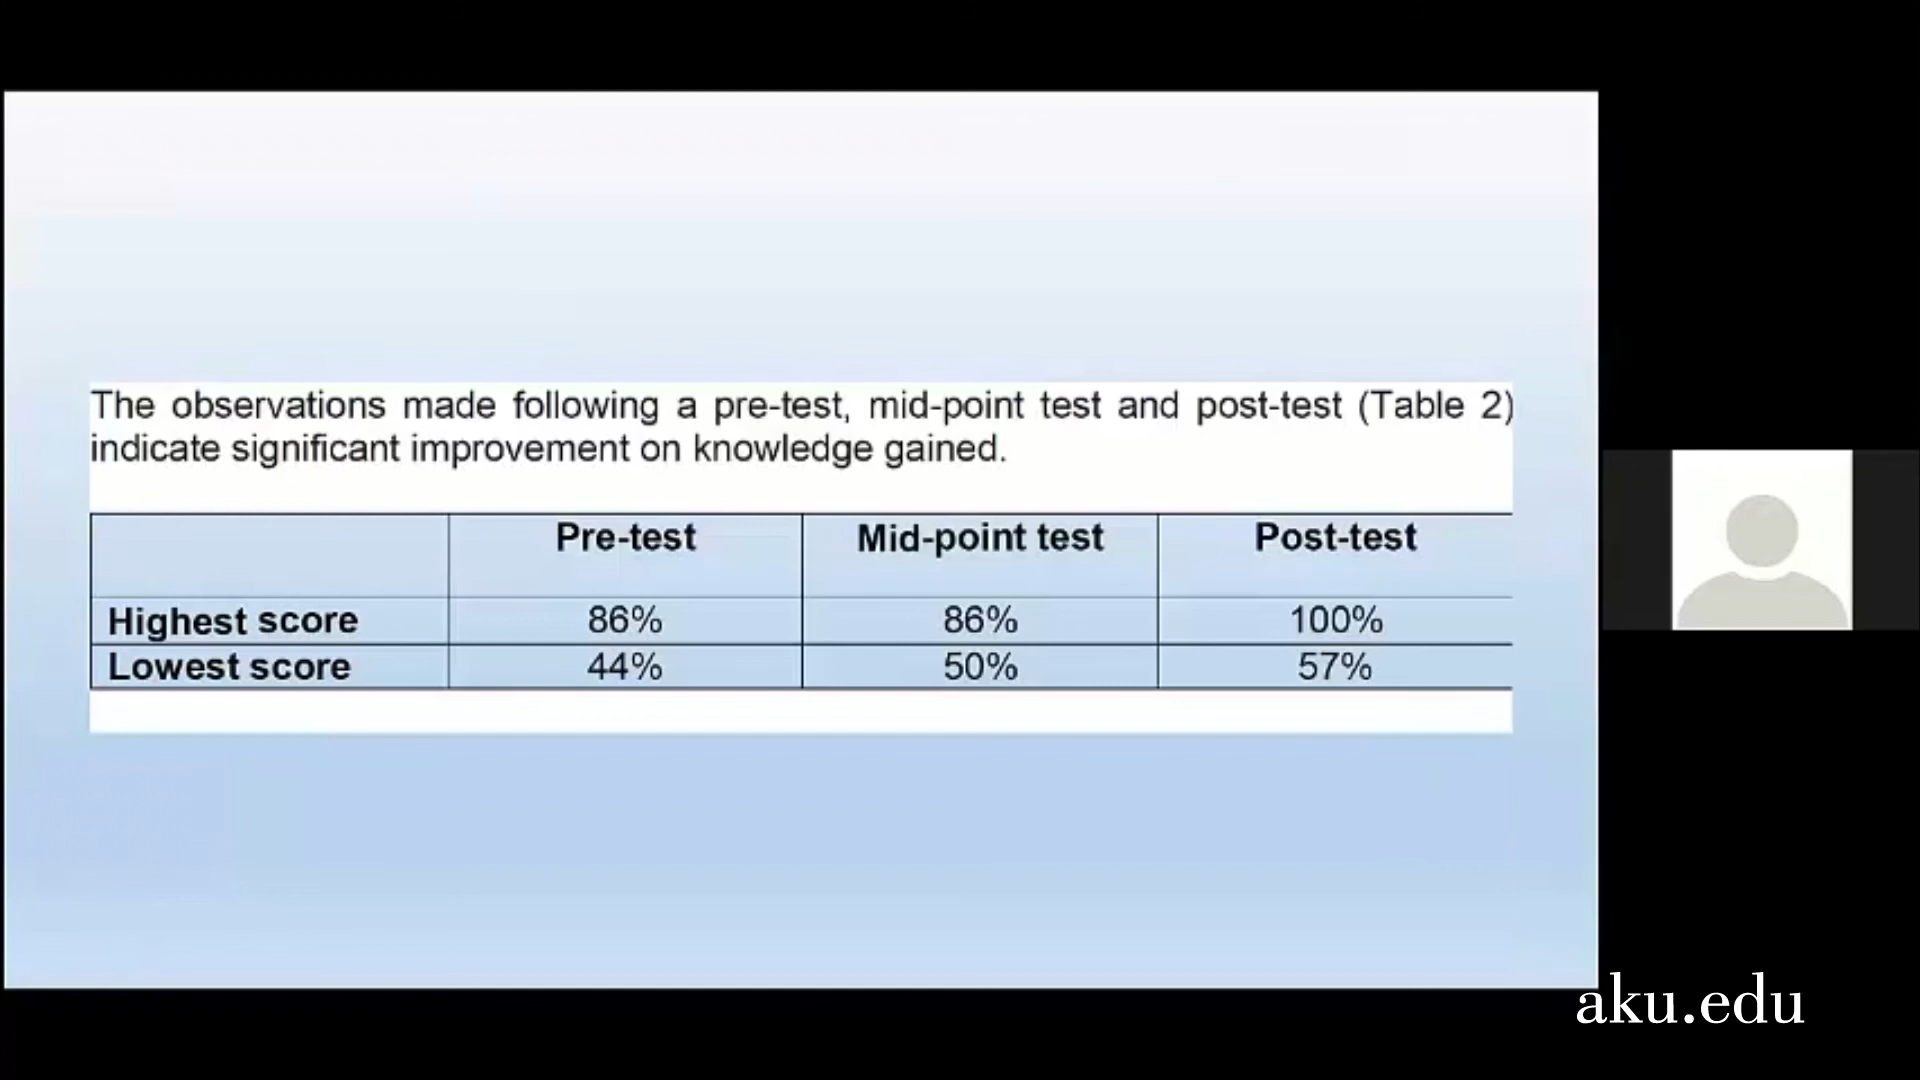 The observations made following a pre-test, mid-point test and post-test (Table 2)
indicate significant improvement on knowledge gained.
Pre-test Mid-point test Post-test
Highest score 86% 86% 100%
Lowest score 44% 50% 57%
aku.edu